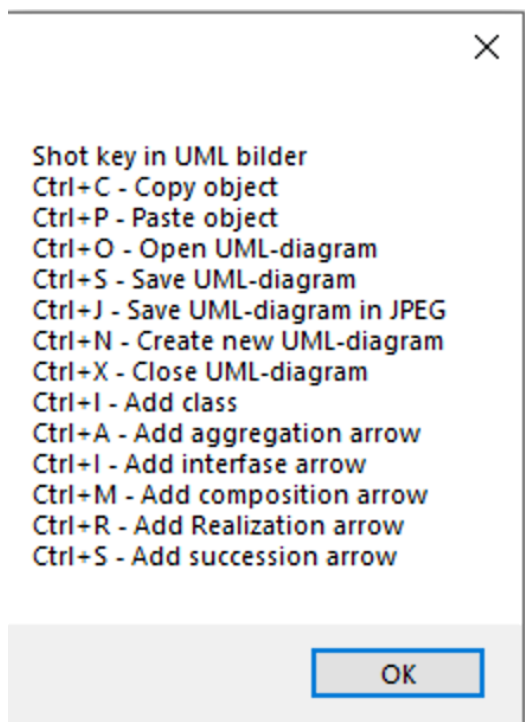 Shot key in UML bilder
Ctrl+C - Copy object
Ctrl+P - Paste object
Ctrl+O - Open UML-diagram
Ctrl+S - Save UML-diagram
Ctrl+J - Save UML-diagram in JPEG
Ctrl+N - Create new UML-diagram
Ctrl+X - Close UML-diagram
Ctrl+I - Add class
Ctrl+A - Add aggregation arrow
Ctrl+I - Add interfase arrow
Ctrl+M - Add composition arrow
Ctrl+R - Add Realization arrow
Ctrl+S - Add succession arrow
OK